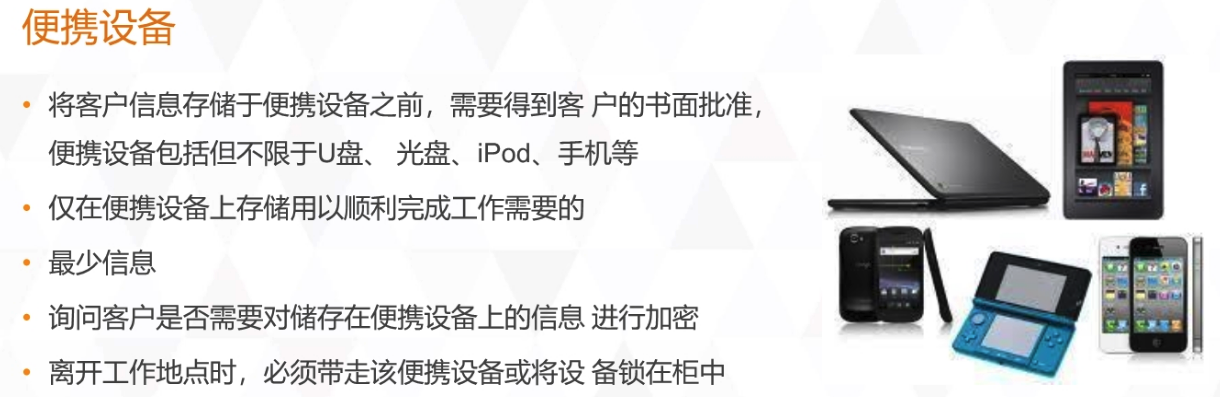 便携设备
• 将客户信息存储于便携设备之前，需要得到客 户的书面批准，
便携设备包括但不限于U盘、 光盘、iPod、手机等
• 仅在便携设备上存储用以顺利完成工作需要的
• 最少信息
• 询问客户是否需要对储存在便携设备上的信息 进行加密
• 离开工作地点时，必须带走该便携设备或将设 备锁在柜中